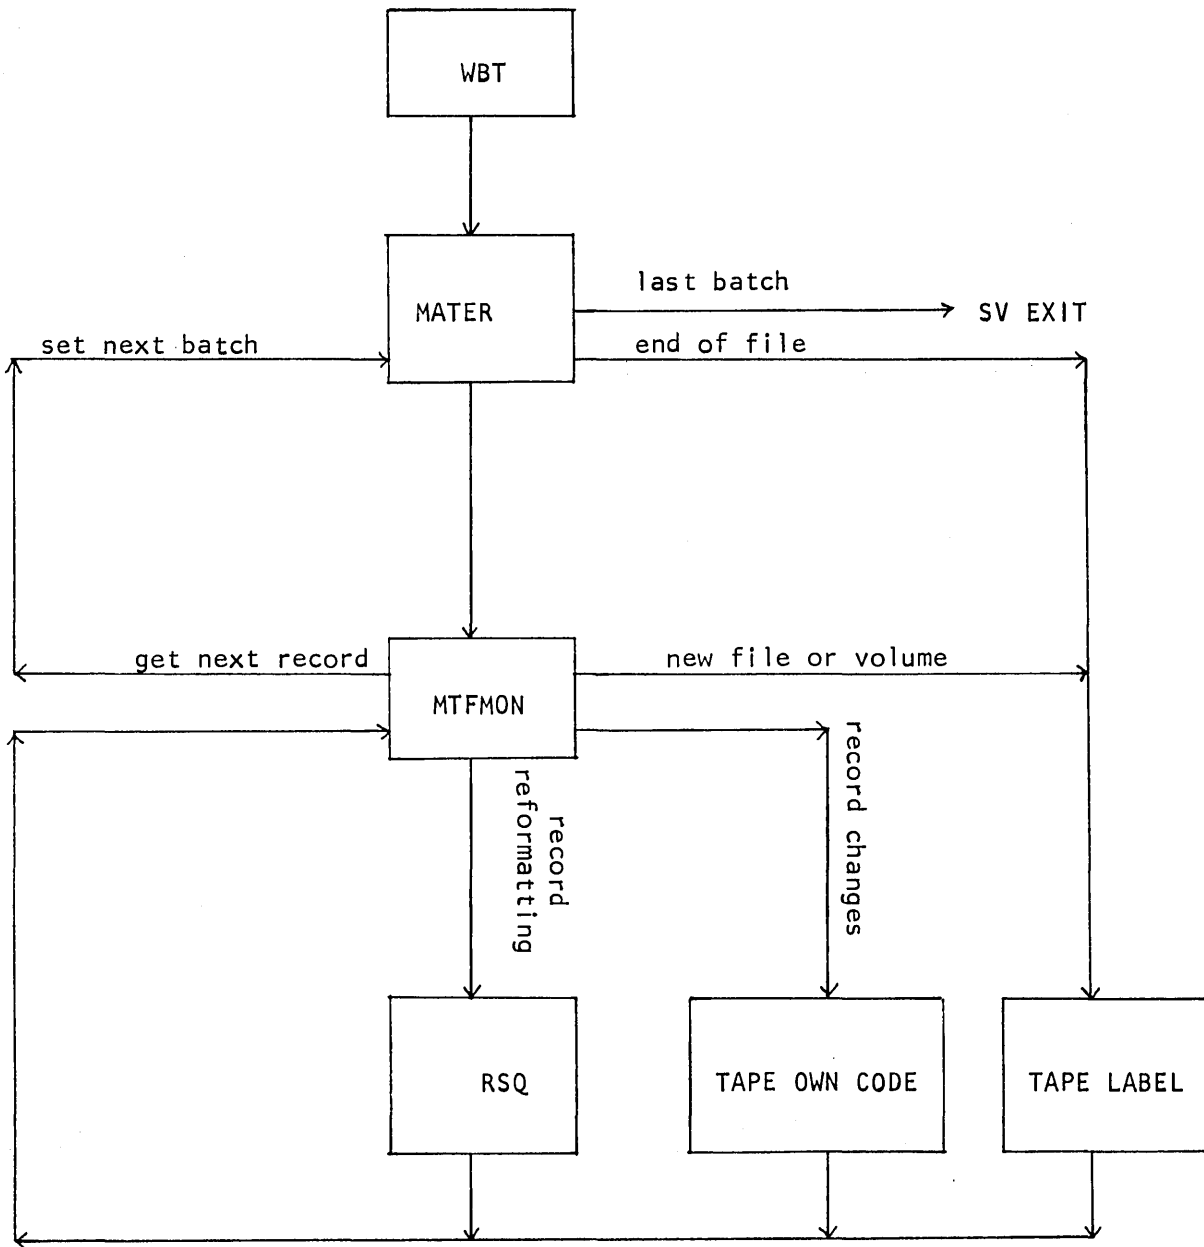 WBT
last batch
MATER
SV EXIT
set next batch
end of file
get next record
new file or volume
MTFMON
record changes
record
reformatting
RSQ
TAPE OWN CODE
TAPE LABEL